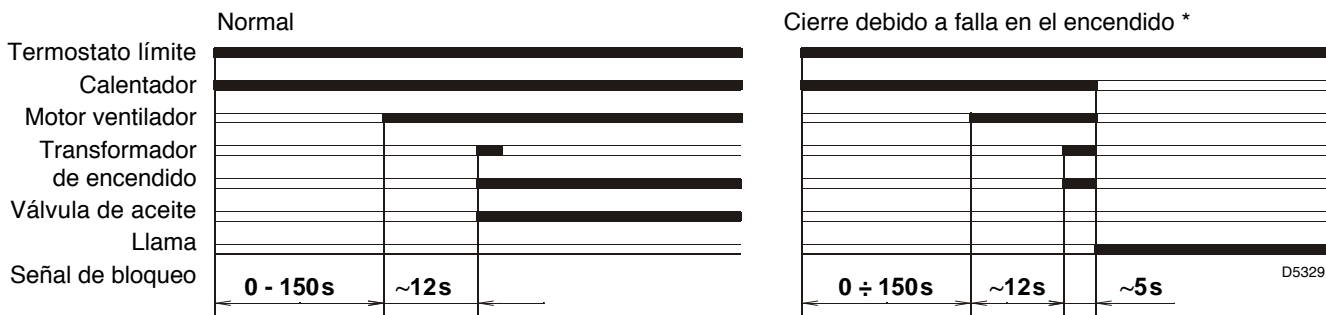 Normal
Cierre debido a falla en el encendido *
Termostato límite
Calentador
Motor ventilador
Transformador
de encendido
Válvula de aceite
Llama
Señal de bloqueo
0 - 150s
~12s
0 ÷ 150s
~12s
~5s
D5329